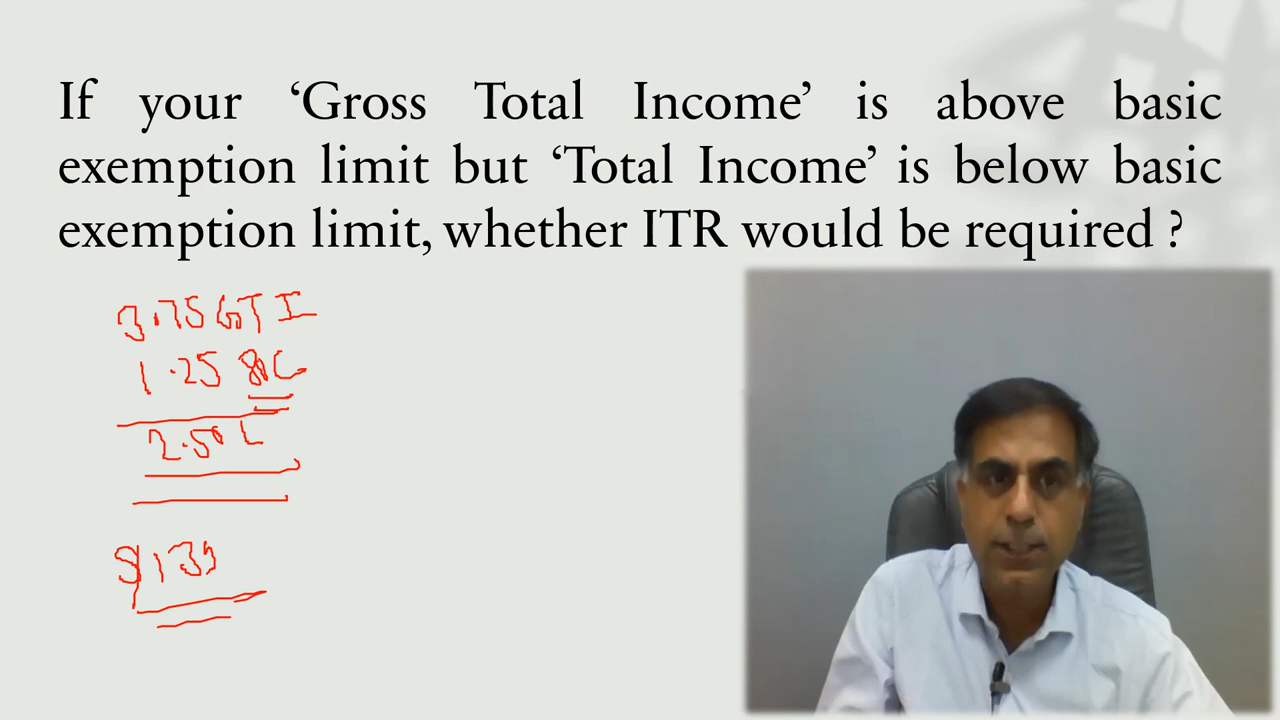 If your ‘Gross Total Income’ is above basic
exemption limit but ‘Total Income’ is below basic
exemption limit, whether ITR would be required ?
3.75 GTI
1.25 80C
2.50 L
S 139